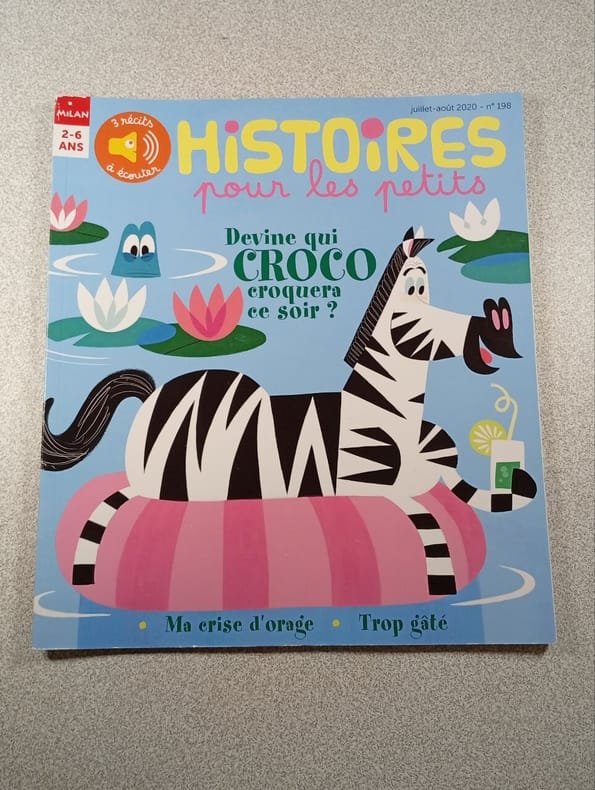 juillet-août 2020 - n° 198
MILAN
2-6
ANS
3 récits
à écouter
HiSTOiRES
pour les petits
Devine qui
CROCO
croquera
ce soir ?
• Ma crise d'orage • Trop gâté